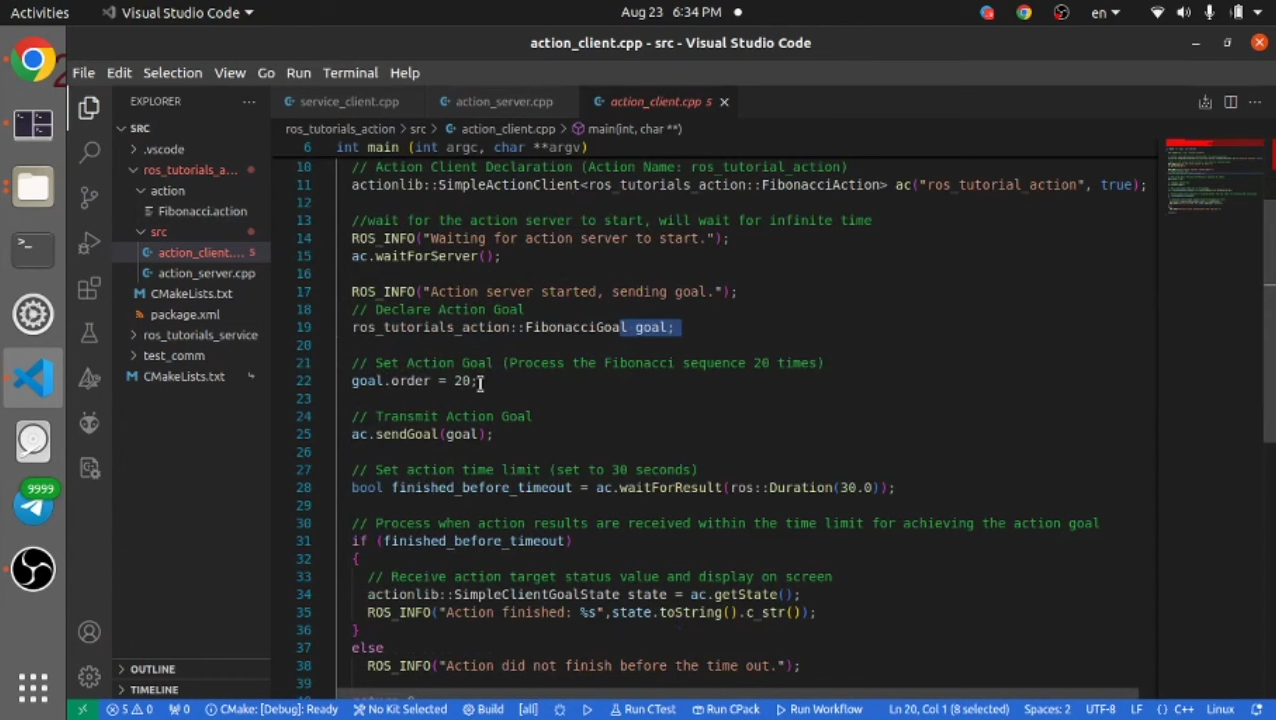 Activities
Visual Studio Code
Aug 23 6:34 PM
en
2
action_client.cpp - src - Visual Studio Code
File Edit Selection View Go Run Terminal Help
EXPLORER
service_client.cpp
action_server.cpp
action_client.cpp 5
ros_tutorials_action > src > action_client.cpp > main(int, char **)
SRC
.vscode
ros_tutorials_a...
action
Fibonacci.action
src
action_client.... 5
action_server.cpp
CMakeLists.txt
package.xml
ros_tutorials_service
test_comm
CMakeLists.txt
OUTLINE
TIMELINE
9999
6 int main (int argc, char **argv)
10 // Action Client Declaration (Action Name: ros_tutorial_action)
11 actionlib::SimpleActionClient<ros_tutorials_action::FibonacciAction> ac("ros_tutorial_action", true);
12
13 //wait for the action server to start, will wait for infinite time
14 ROS_INFO("Waiting for action server to start.");
15 ac.waitForServer();
16
17 ROS_INFO("Action server started, sending goal.");
18 // Declare Action Goal
19 ros_tutorials_action::FibonacciGoal goal;
20
21 // Set Action Goal (Process the Fibonacci sequence 20 times)
22 goal.order = 20;
23
24 // Transmit Action Goal
25 ac.sendGoal(goal);
26
27 // Set action time limit (set to 30 seconds)
28 bool finished_before_timeout = ac.waitForResult(ros::Duration(30.0));
29
30 // Process when action results are received within the time limit for achieving the action goal
31 if (finished_before_timeout)
32 {
33 // Receive action target status value and display on screen
34 actionlib::SimpleClientGoalState state = ac.getState();
35 ROS_INFO("Action finished: %s",state.toString().c_str());
36 }
37 else
38 ROS_INFO("Action did not finish before the time out.");
39
5 0 0 CMake: [Debug]: Ready No Kit Selected Build [all] Run CTest Run CPack Run Workflow Ln 20, Col 1 (8 selected) Spaces: 2 UTF-8 LF {} C++ Linux